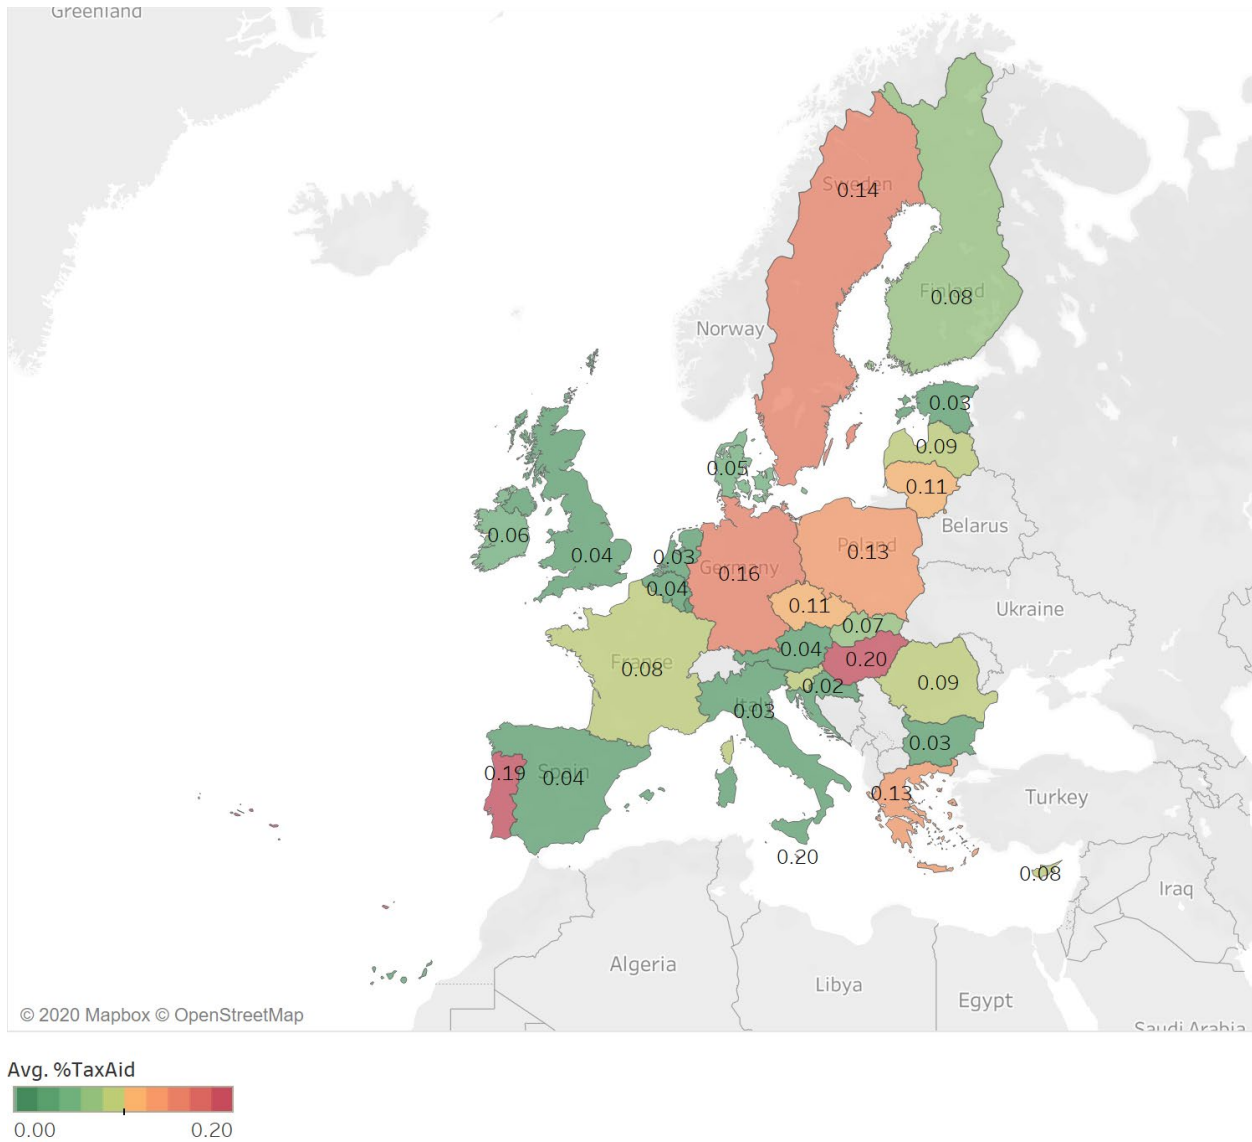 Greenland
Sweden
0.14
Finland
0.08
Norway
0.03
0.09
0.05
0.11
Belarus
0.06
0.04
0.03
Germany
0.16
Poland
0.13
0.04
0.11
Ukraine
0.07
France
0.08
0.04
0.20
0.02
0.09
Italy
0.03
0.03
0.19
Spain
0.04
0.13
Turkey
0.20
0.08
Iraq
Algeria
Libya
Egypt
Saudi Arabia
© 2020 Mapbox © OpenStreetMap
Avg. %TaxAid
0.00 0.20